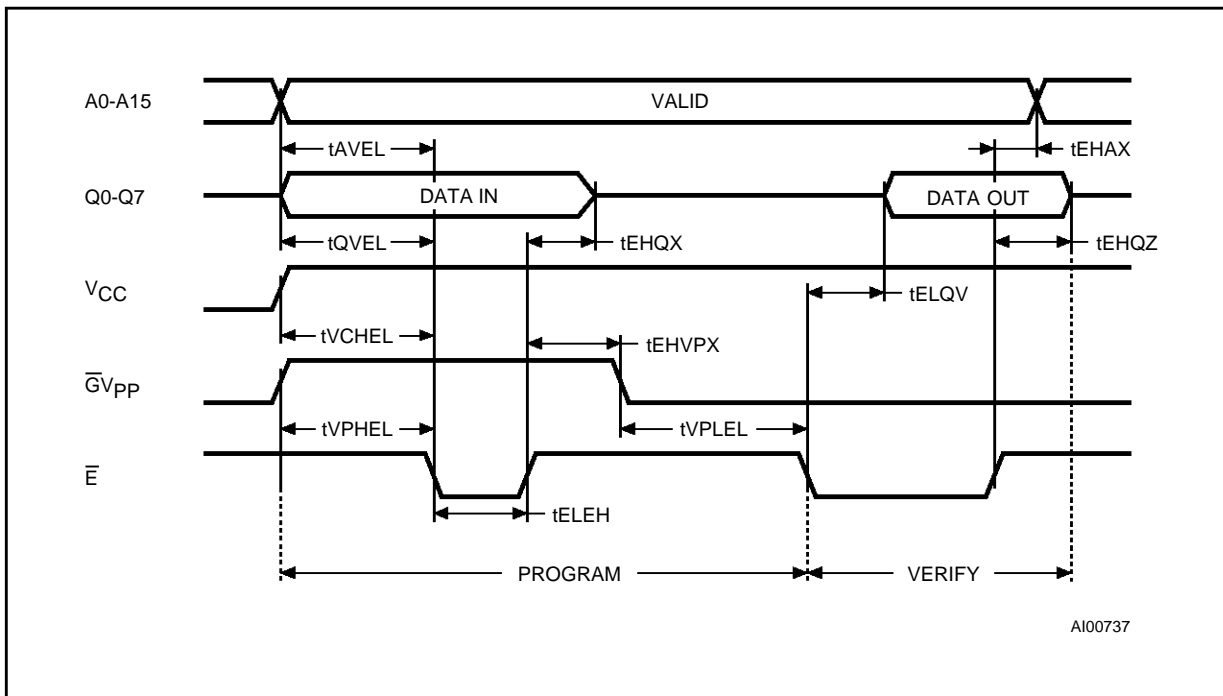 A0-A15
VALID
tAVEL
tEHAX
Q0-Q7
DATA IN
DATA OUT
tQVEL
tEHQX
tEHQZ
VCC
tELQV
tVCHEL
tEHVPX
G̅VPP
tVPHEL
tVPLEL
E̅
tELEH
PROGRAM
VERIFY
AI00737